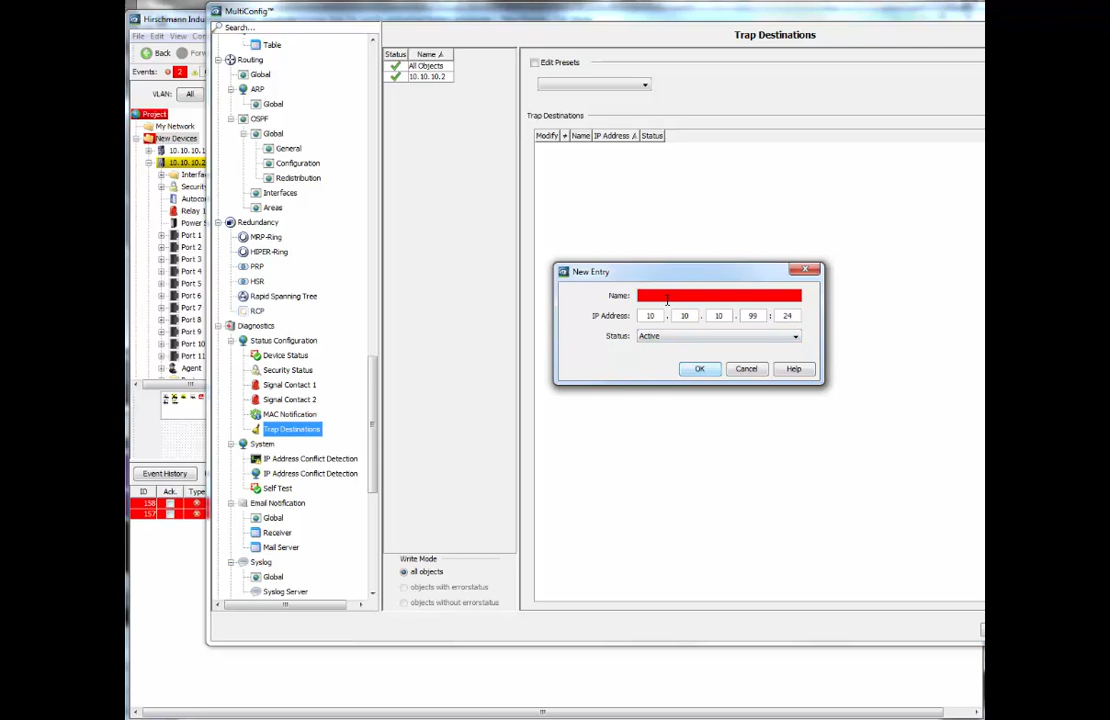 MultiConfig™
Hirschmann Indu
Search...
File Edit View Con
Back Forw
Events: 2
VLAN: All
Project
My Network
New Devices
10.10.10.1
10.10.10.2
Interfac
Security
Autoco
Relay 1
Power S
Port 1
Port 2
Port 3
Port 4
Port 5
Port 6
Port 7
Port 8
Port 9
Port 10
Port 11
Agent
Event History
ID Ack. Type
158
157
Table
Routing
Global
ARP
Global
OSPF
Global
General
Configuration
Redistribution
Interfaces
Areas
Redundancy
MRP-Ring
HIPER-Ring
PRP
HSR
Rapid Spanning Tree
RCP
Diagnostics
Status Configuration
Device Status
Security Status
Signal Contact 1
Signal Contact 2
MAC Notification
Trap Destinations
System
IP Address Conflict Detection
IP Address Conflict Detection
Self Test
Email Notification
Global
Receiver
Mail Server
Syslog
Global
Syslog Server
Status Name
All Objects
10.10.10.2
Write Mode
all objects
objects with errorstatus
objects without errorstatus
Trap Destinations
Edit Presets
Trap Destinations
Modify Name IP Address Status
New Entry
Name:
IP Address: 10 . 10 . 10 . 99 : 24
Status: Active
OK Cancel Help